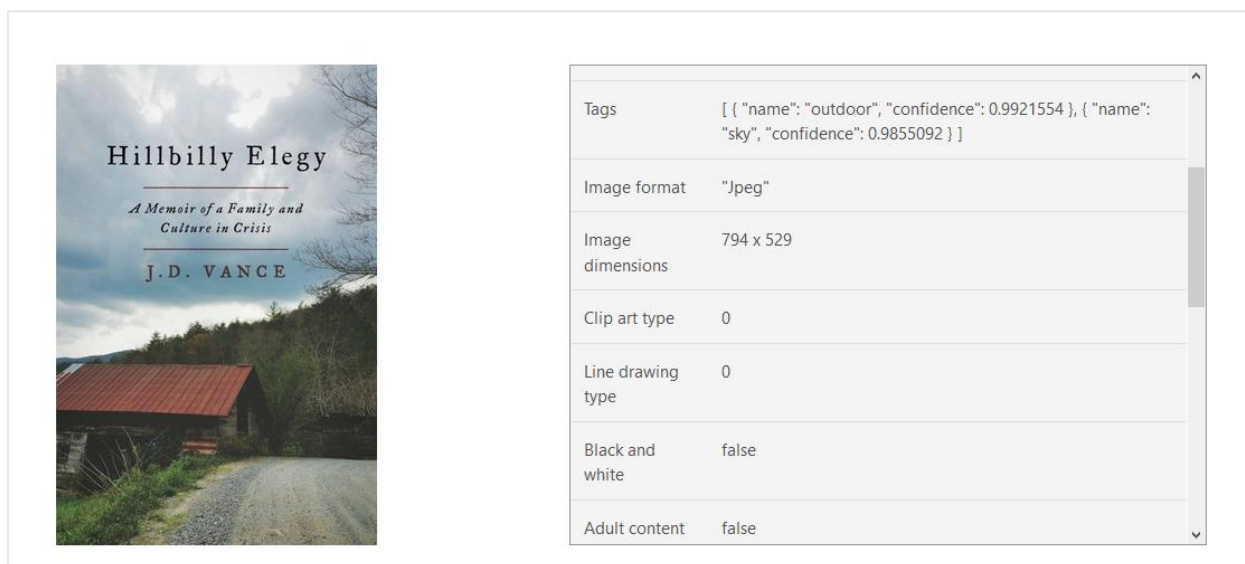 Hillbilly Elegy
A Memoir of a Family and
Culture in Crisis
J.D. VANCE
Tags [ { "name": "outdoor", "confidence": 0.9921554 }, { "name":
"sky", "confidence": 0.9855092 } ]
Image format "Jpeg"
Image
dimensions 794 x 529
Clip art type 0
Line drawing
type 0
Black and
white false
Adult content false